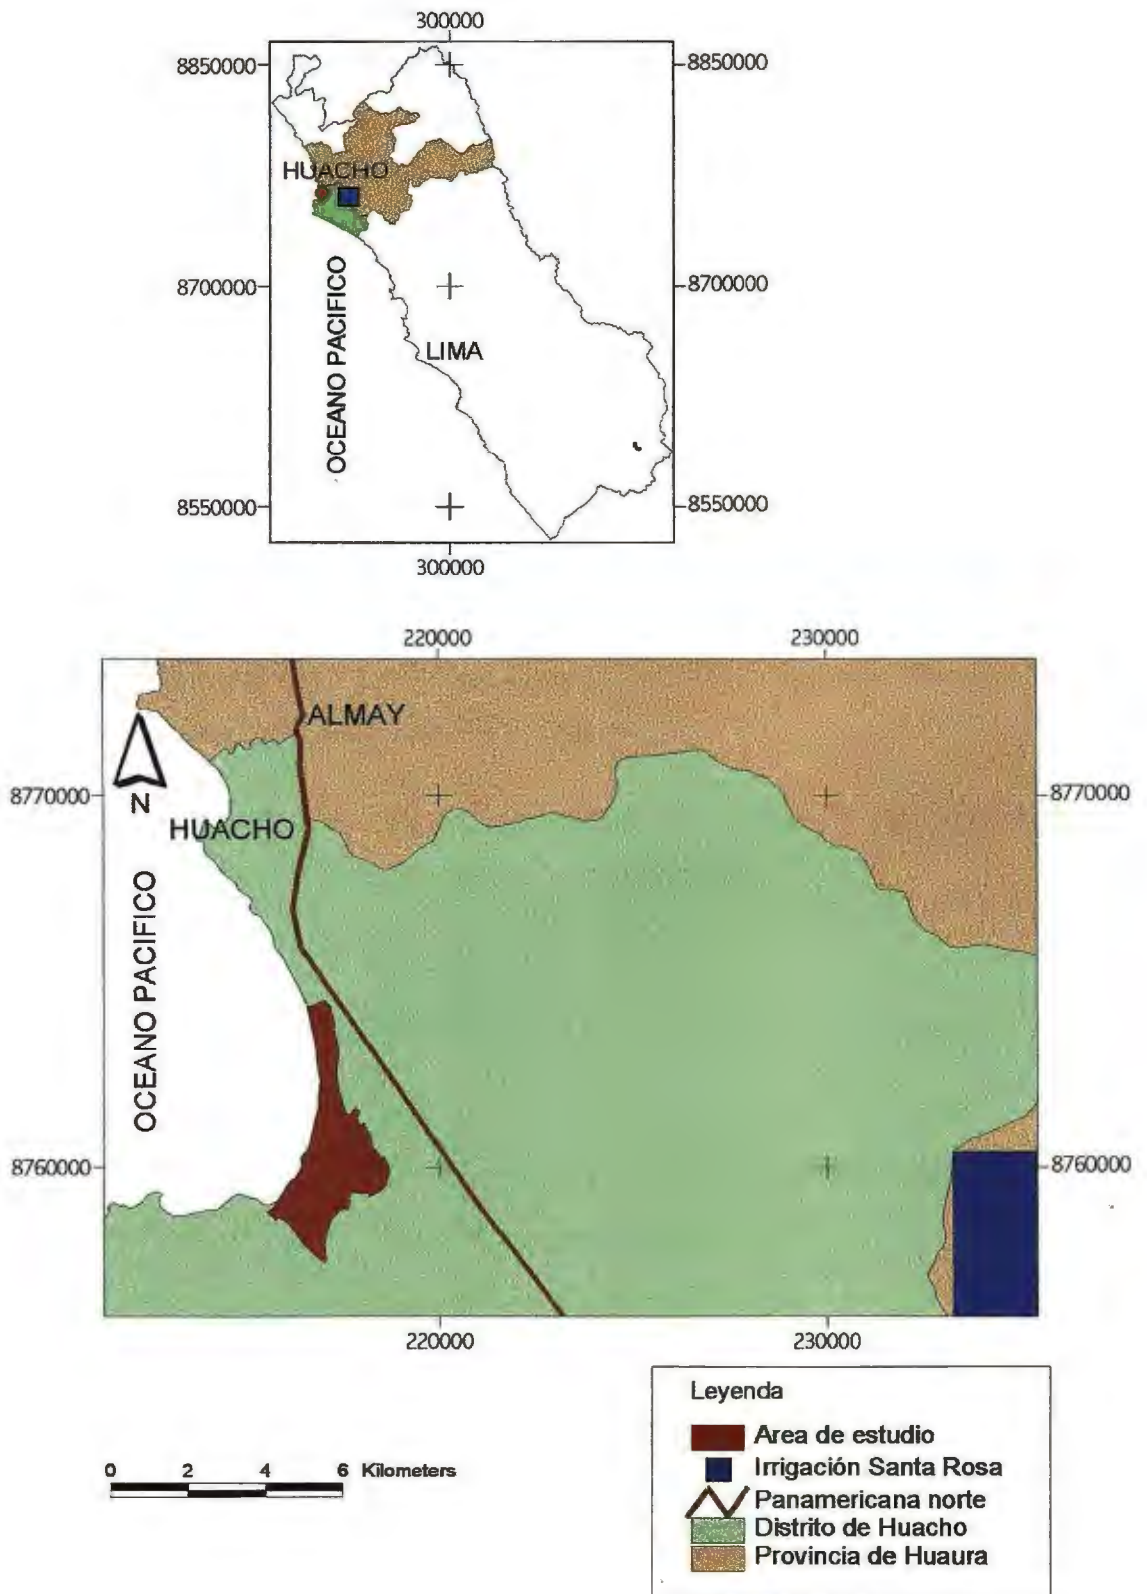 300000
8850000 8850000
HUACHO
8700000 8700000
OCEANO PACIFICO
LIMA
8550000 8550000
300000
220000 230000
ALMAY
8770000 8770000
N
HUACHO
OCEANO PACIFICO
8760000 8760000
220000 230000
Leyenda
Area de estudio
Irrigación Santa Rosa
Panamericana norte
Distrito de Huacho
Provincia de Huaura
0 2 4 6 Kilometers